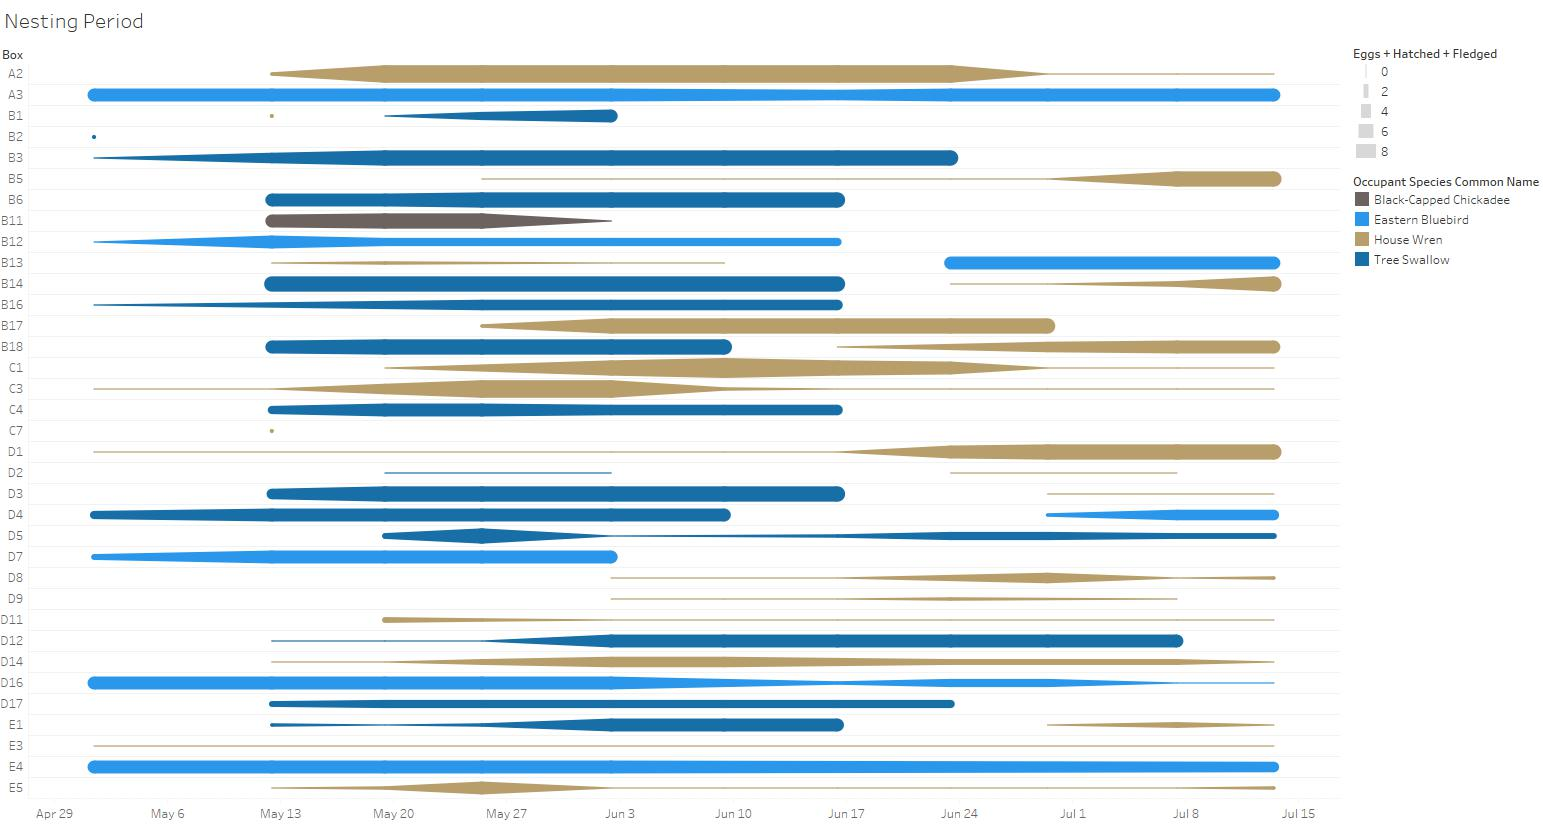 Nesting Period
Box
A2
A3
B1
B2
B3
B5
B6
B11
B12
B13
B14
B16
B17
B18
C1
C3
C4
C7
D1
D2
D3
D4
D5
D7
D8
D9
D11
D12
D14
D16
D17
E1
E3
E4
E5
Apr 29 May 6 May 13 May 20 May 27 Jun 3 Jun 10 Jun 17 Jun 24 Jul 1 Jul 8 Jul 15
Eggs + Hatched + Fledged
0
2
4
6
8
Occupant Species Common Name
Black-Capped Chickadee
Eastern Bluebird
House Wren
Tree Swallow